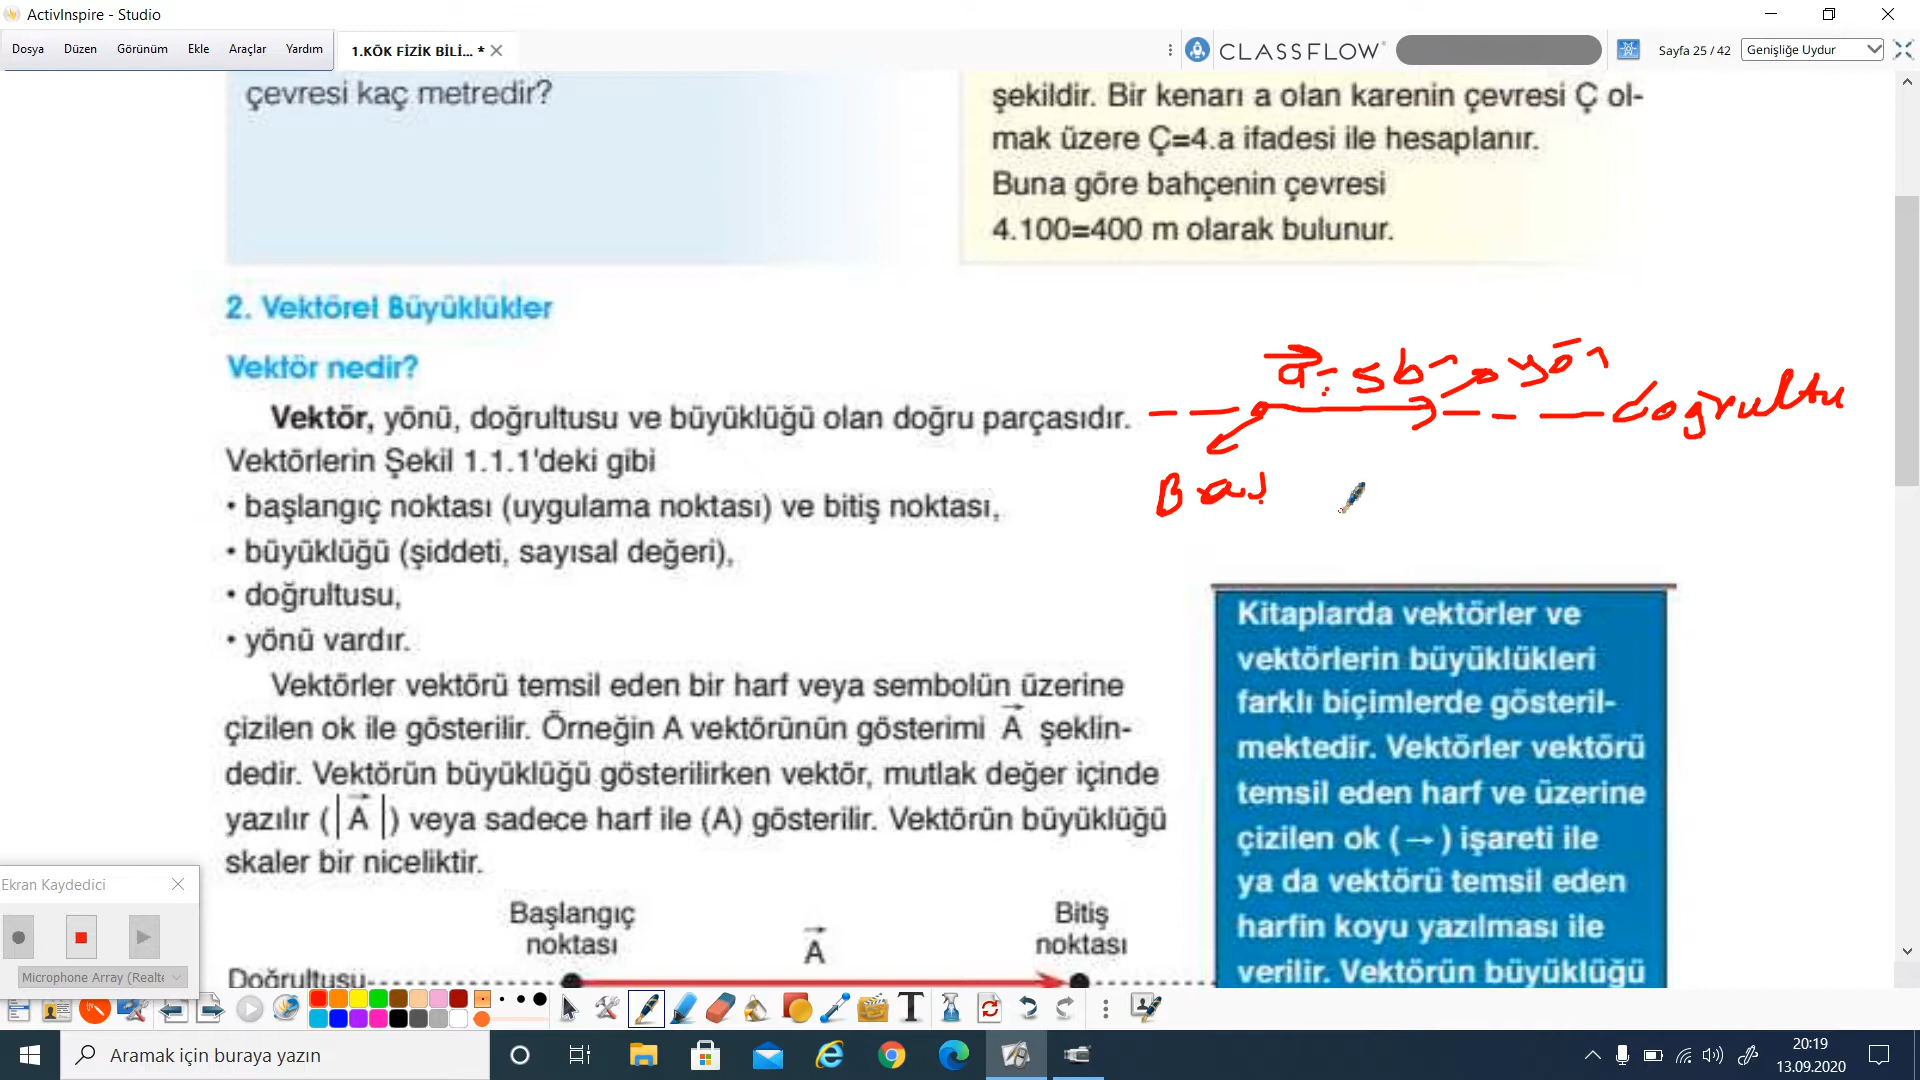 ActivInspire - Studio
Dosya Düzen Görünüm Ekle Araçlar Yardım
1.KÖK FİZİK BİLİ... *
CLASSFLOW
Sayfa 25 / 42
Genişliğe Uydur
çevresi kaç metredir?
şekildir. Bir kenarı a olan karenin çevresi Ç ol-
mak üzere Ç=4.a ifadesi ile hesaplanır.
Buna göre bahçenin çevresi
4.100=400 m olarak bulunur.
2. Vektörel Büyüklükler
Vektör nedir?
Vektör, yönü, doğrultusu ve büyüklüğü olan doğru parçasıdır.
Vektörlerin Şekil 1.1.1'deki gibi
• başlangıç noktası (uygulama noktası) ve bitiş noktası,
• büyüklüğü (şiddeti, sayısal değeri),
• doğrultusu,
• yönü vardır.
Vektörler vektörü temsil eden bir harf veya sembolün üzerine
çizilen ok ile gösterilir. Örneğin A vektörünün gösterimi A şeklin-
dedir. Vektörün büyüklüğü gösterilirken vektör, mutlak değer içinde
yazılır (|A|) veya sadece harf ile (A) gösterilir. Vektörün büyüklüğü
skaler bir niceliktir.
Başlangıç
noktası
A
Bitiş
noktası
Doğrultusu
a: 5 br yön
doğrultu
Baş
Kitaplarda vektörler ve
vektörlerin büyüklükleri
farklı biçimlerde gösteril-
mektedir. Vektörler vektörü
temsil eden harf ve üzerine
çizilen ok (→) işareti ile
ya da vektörü temsil eden
harfin koyu yazılması ile
verilir. Vektörün büyüklüğü
Ekran Kaydedici
Microphone Array (Realte
Aramak için buraya yazın
20:19
13.09.2020